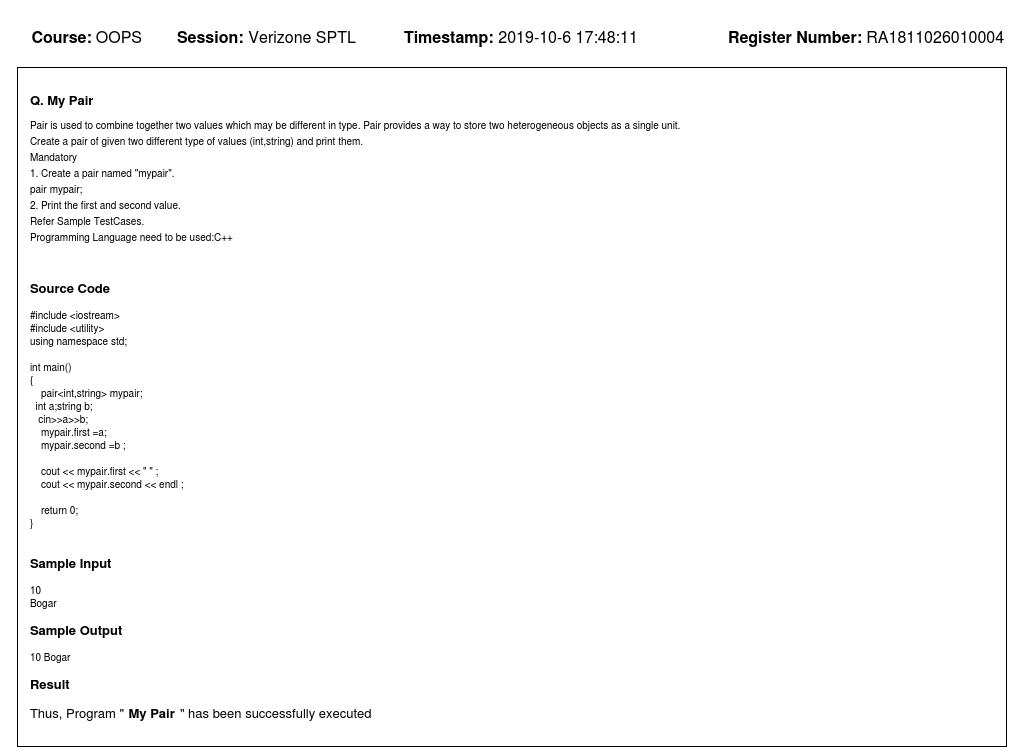 Course: OOPS Session: Verizone SPTL Timestamp: 2019-10-6 17:48:11 Register Number: RA1811026010004
Q. My Pair
Pair is used to combine together two values which may be different in type. Pair provides a way to store two heterogeneous objects as a single unit.
Create a pair of given two different type of values (int,string) and print them.
Mandatory
1. Create a pair named "mypair".
pair mypair;
2. Print the first and second value.
Refer Sample TestCases.
Programming Language need to be used:C++
Source Code
#include <iostream>
#include <utility>
using namespace std;
int main()
{
pair<int,string> mypair;
int a;string b;
cin>>a>>b;
mypair.first =a;
mypair.second =b ;
cout << mypair.first << " " ;
cout << mypair.second << endl ;
return 0;
}
Sample Input
10
Bogar
Sample Output
10 Bogar
Result
Thus, Program " My Pair " has been successfully executed